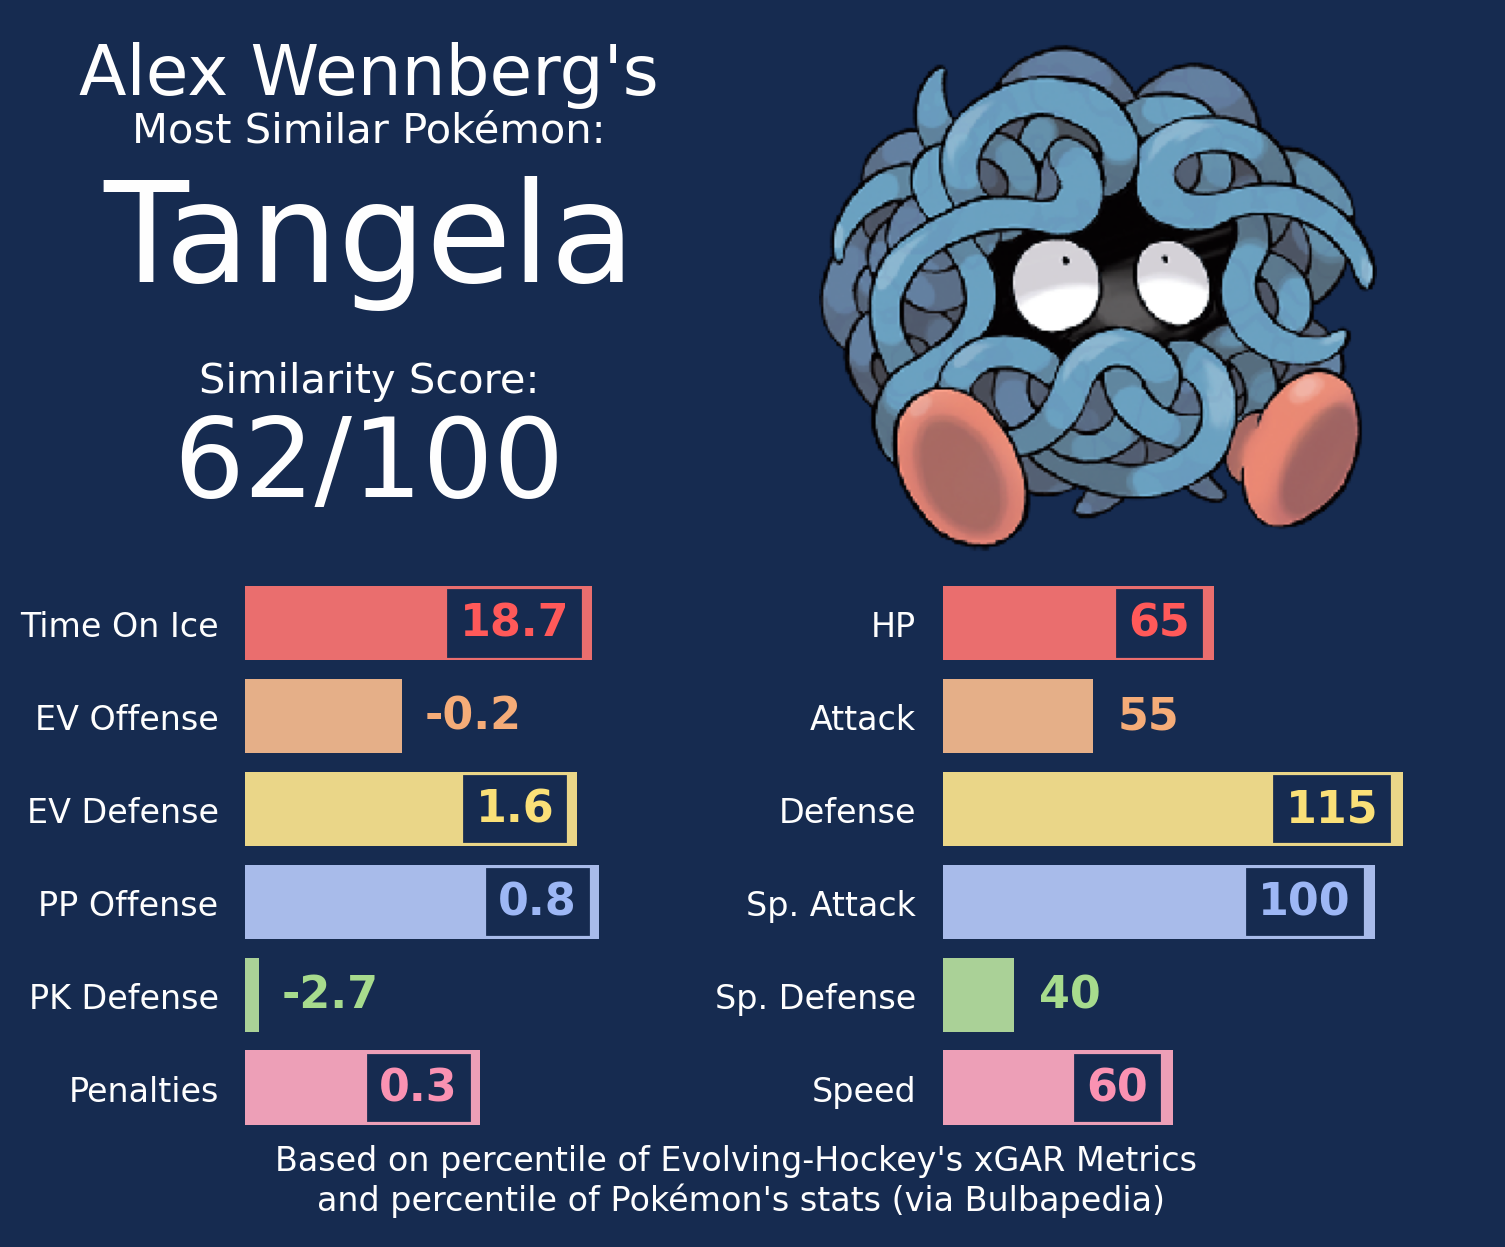 Alex Wennberg's
Most Similar Pokémon:
Tangela
Similarity Score:
62/100
Time On Ice 18.7
EV Offense -0.2
EV Defense 1.6
PP Offense 0.8
PK Defense -2.7
Penalties 0.3
HP 65
Attack 55
Defense 115
Sp. Attack 100
Sp. Defense 40
Speed 60
Based on percentile of Evolving-Hockey's xGAR Metrics
and percentile of Pokémon's stats (via Bulbapedia)